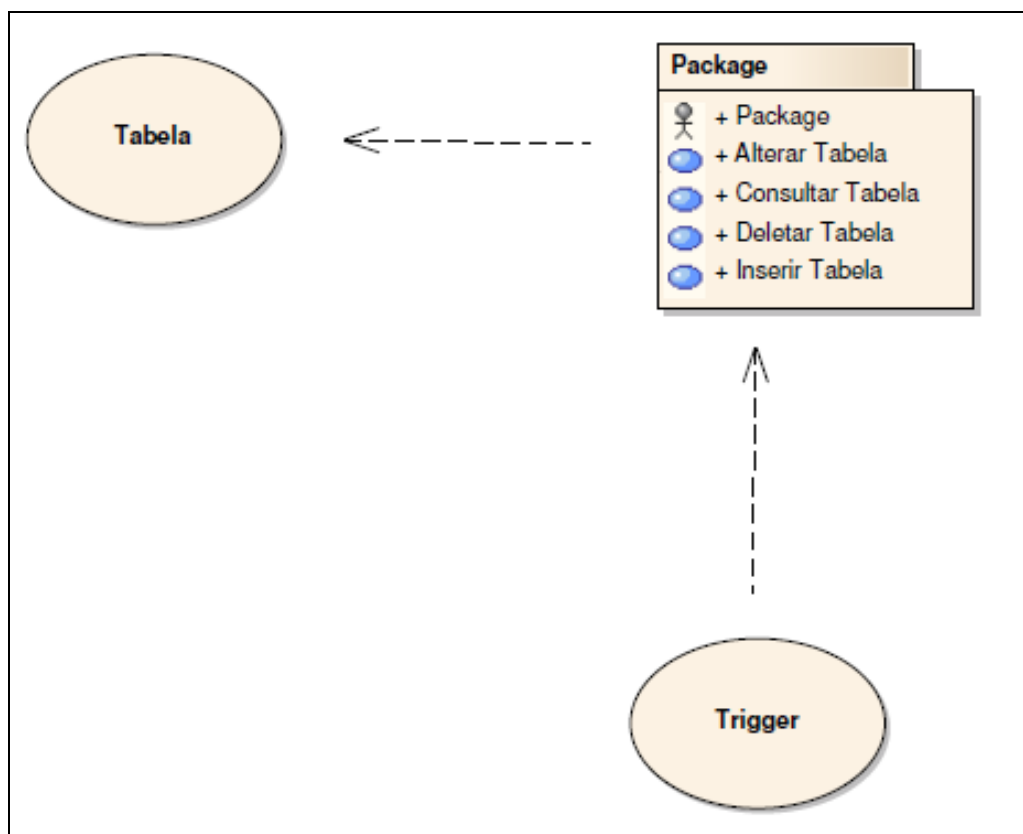 Tabela
Package
+ Package
+ Alterar Tabela
+ Consultar Tabela
+ Deletar Tabela
+ Inserir Tabela
Trigger